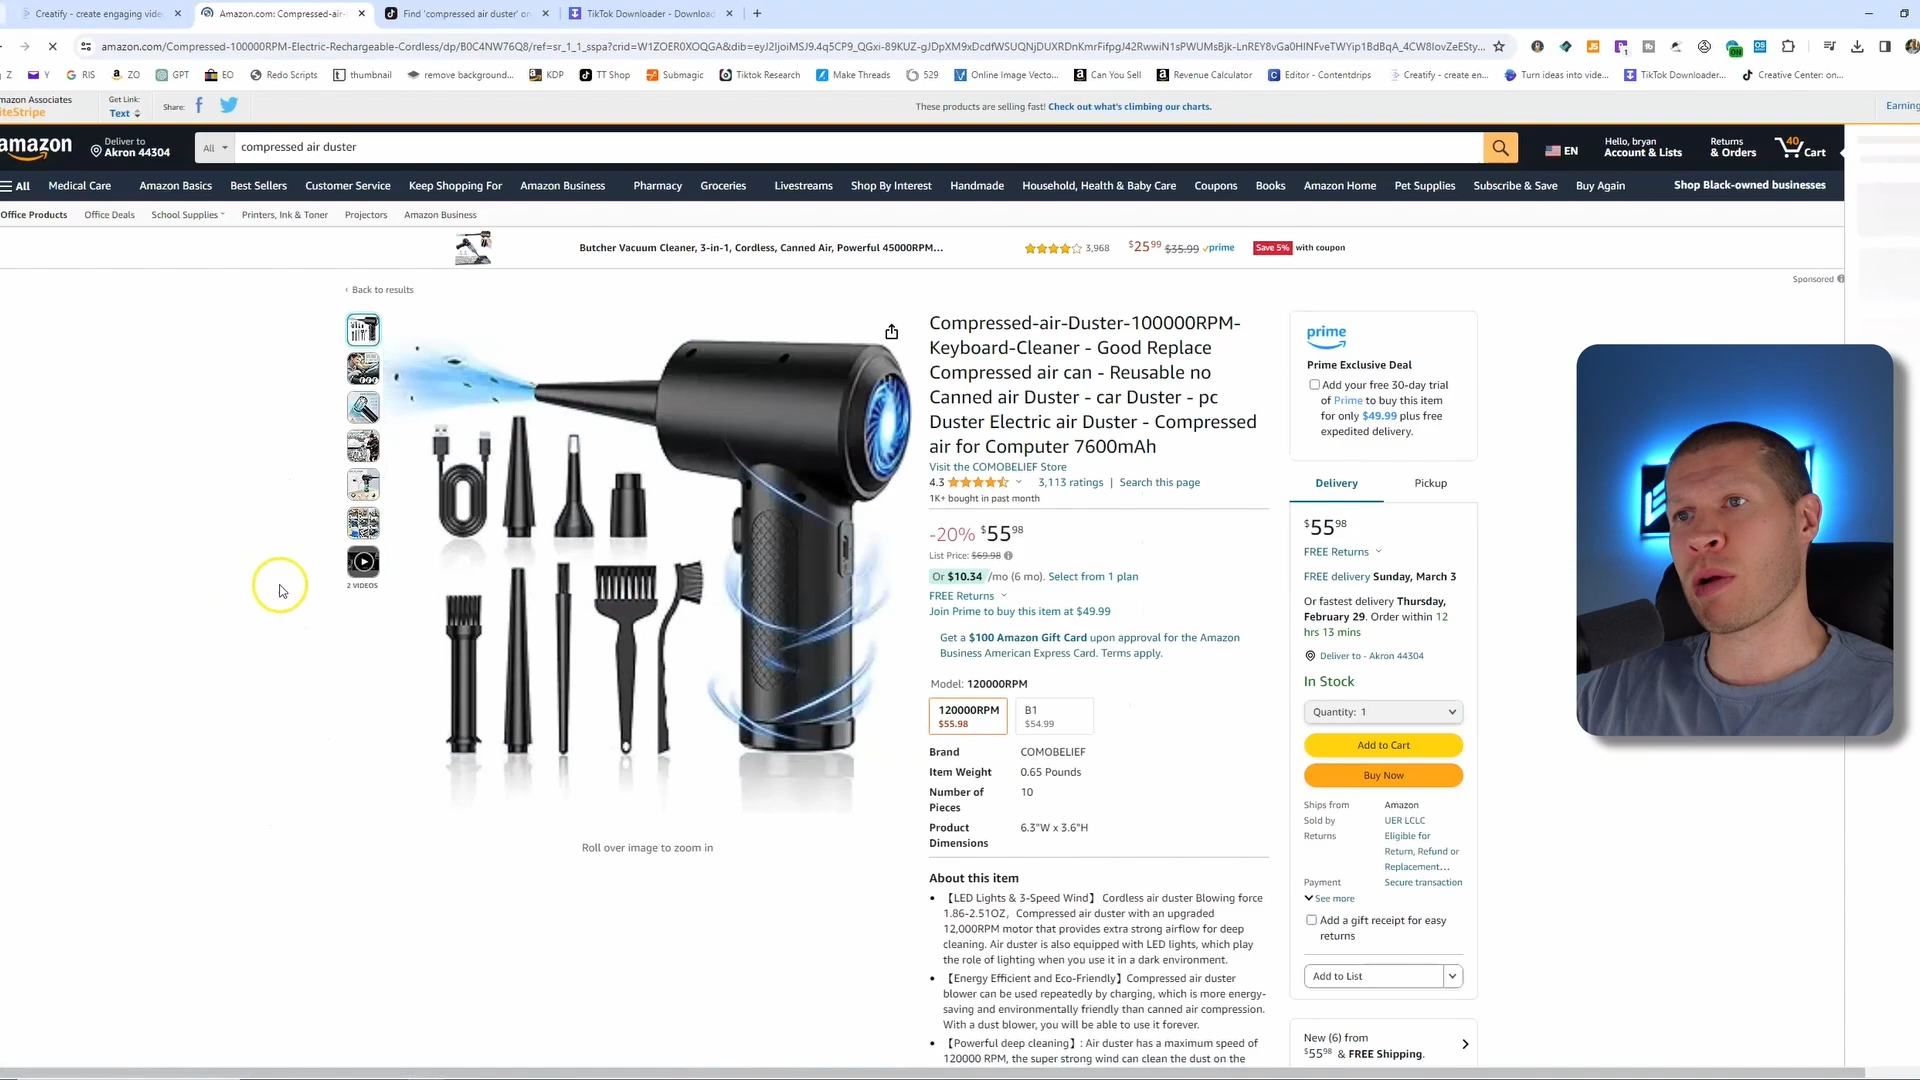 Creatify - create engaging vide
Amazon.com: Compressed-air-
Find 'compressed air duster' on
TikTok Downloader - Download
amazon.com/Compressed-100000RPM-Electric-Rechargeable-Cordless/dp/B0C4NW76Q8/ref=sr_1_1_sspa?
Z
Y
RIS
ZO
GPT
EO
Redo Scripts
thumbnail
remove background...
KDP
TT Shop
Submagic
Tiktok Research
Make Threads
529
Online Image Vecto...
Can You Sell
Revenue Calculator
Editor - Contentdrips
Creatify - create en...
Turn ideas into vide...
TikTok Downloader...
Creative Center: on...
mazon Associates
iteStripe
Get Link:
Text
Share:
These products are selling fast! Check out what's climbing our charts.
Earning
amazon
Deliver to
Akron 44304
All
compressed air duster
EN
Hello, bryan
Account & Lists
Returns
& Orders
40
Cart
All
Medical Care
Amazon Basics
Best Sellers
Customer Service
Keep Shopping For
Amazon Business
Pharmacy
Groceries
Livestreams
Shop By Interest
Handmade
Household, Health & Baby Care
Coupons
Books
Amazon Home
Pet Supplies
Subscribe & Save
Buy Again
Shop Black-owned businesses
Office Products
Office Deals
School Supplies
Printers, Ink & Toner
Projectors
Amazon Business
Butcher Vacuum Cleaner, 3-in-1, Cordless, Canned Air, Powerful 45000RPM...
3,968
$25.99 $35.99 prime
Save 5% with coupon
Sponsored
‹ Back to results
2 VIDEOS
Roll over image to zoom in
Compressed-air-Duster-100000RPM-
Keyboard-Cleaner - Good Replace
Compressed air can - Reusable no
Canned air Duster - car Duster - pc
Duster Electric air Duster - Compressed
air for Computer 7600mAh
Visit the COMOBELIEF Store
4.3
3,113 ratings | Search this page
1K+ bought in past month
-20% $55.98
List Price: $69.98
Or $10.34 /mo (6 mo). Select from 1 plan
FREE Returns
Join Prime to buy this item at $49.99
Get a $100 Amazon Gift Card upon approval for the Amazon
Business American Express Card. Terms apply.
Model: 120000RPM
120000RPM
$55.98
B1
$54.99
Brand COMOBELIEF
Item Weight 0.65 Pounds
Number of 10
Pieces
Product 6.3"W x 3.6"H
Dimensions
About this item
• 【LED Lights & 3-Speed Wind】 Cordless air duster Blowing force
1.86-2.51OZ, Compressed air duster with an upgraded
12,000RPM motor that provides extra strong airflow for deep
cleaning. Air duster is also equipped with LED lights, which play
the role of lighting when you use it in a dark environment.
• 【Energy Efficient and Eco-Friendly】Compressed air duster
blower can be used repeatedly by charging, which is more energy-
saving and environmentally friendly than canned air compression.
With a dust blower, you will be able to use it forever.
• 【Powerful deep cleaning】: Air duster has a maximum speed of
120000 RPM, the super strong wind can clean the dust on the
prime
Prime Exclusive Deal
Add your free 30-day trial
of Prime to buy this item
for only $49.99 plus free
expedited delivery.
Delivery
Pickup
$55.98
FREE Returns
FREE delivery Sunday, March 3
Or fastest delivery Thursday,
February 29. Order within 12
hrs 13 mins
Deliver to - Akron 44304
In Stock
Quantity: 1
Add to Cart
Buy Now
Ships from Amazon
Sold by UER LCLC
Returns Eligible for
Return, Refund or
Replacement...
Payment Secure transaction
See more
Add a gift receipt for easy
returns
Add to List
New (6) from
$55.98 & FREE Shipping.